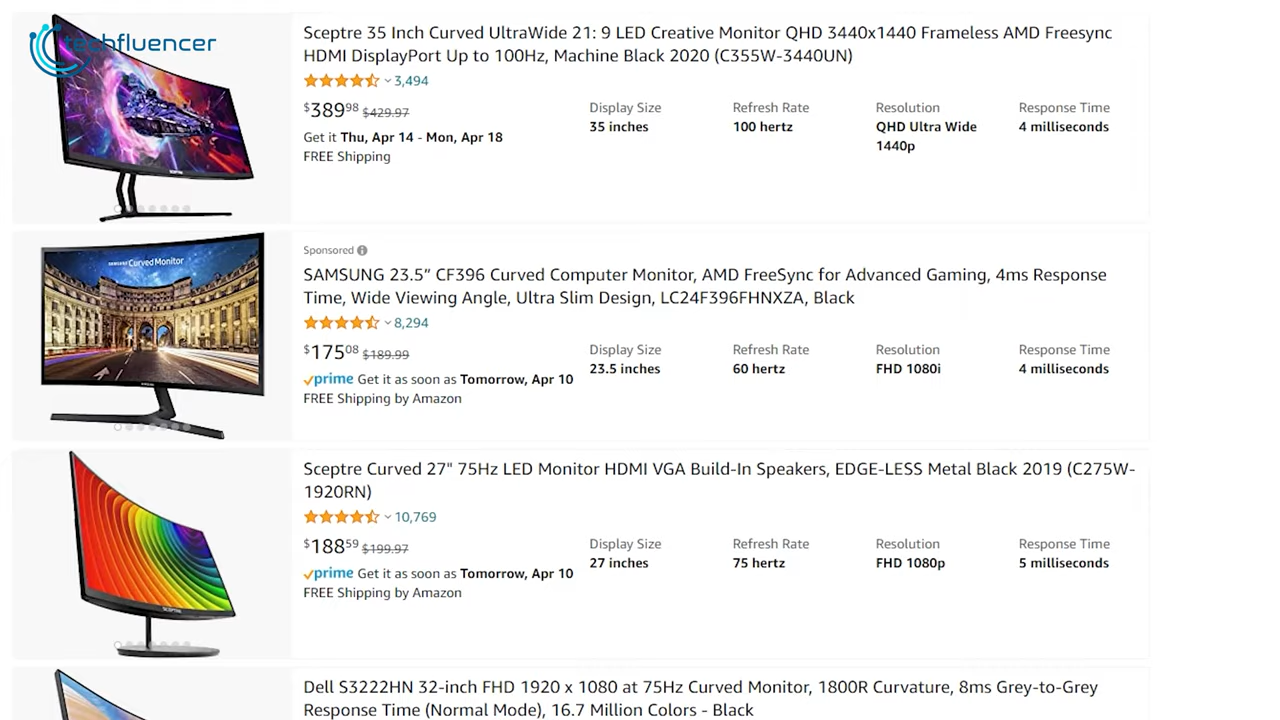 techfluencer
Sceptre 35 Inch Curved UltraWide 21: 9 LED Creative Monitor QHD 3440x1440 Frameless AMD Freesync
HDMI DisplayPort Up to 100Hz, Machine Black 2020 (C355W-3440UN)
3,494
$389.98 $429.97
Display Size Refresh Rate Resolution Response Time
35 inches 100 hertz QHD Ultra Wide 4 milliseconds
1440p
Get it Thu, Apr 14 - Mon, Apr 18
FREE Shipping
SCEPTRE
Sponsored
SAMSUNG 23.5” CF396 Curved Computer Monitor, AMD FreeSync for Advanced Gaming, 4ms Response
Time, Wide Viewing Angle, Ultra Slim Design, LC24F396FHNXZA, Black
8,294
SAMSUNG Curved Monitor
$175.08 $189.99
Display Size Refresh Rate Resolution Response Time
23.5 inches 60 hertz FHD 1080i 4 milliseconds
prime Get it as soon as Tomorrow, Apr 10
FREE Shipping by Amazon
Sceptre Curved 27" 75Hz LED Monitor HDMI VGA Build-In Speakers, EDGE-LESS Metal Black 2019 (C275W-
1920RN)
10,769
$188.59 $199.97
Display Size Refresh Rate Resolution Response Time
27 inches 75 hertz FHD 1080p 5 milliseconds
prime Get it as soon as Tomorrow, Apr 10
FREE Shipping by Amazon
SCEPTRE
Dell S3222HN 32-inch FHD 1920 x 1080 at 75Hz Curved Monitor, 1800R Curvature, 8ms Grey-to-Grey
Response Time (Normal Mode), 16.7 Million Colors - Black